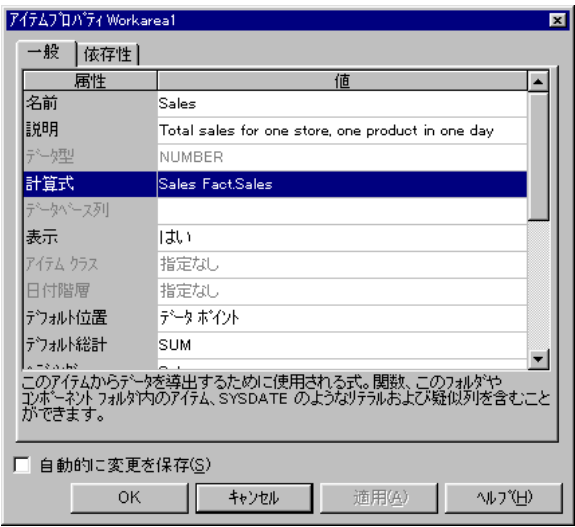 ｱｲﾃﾑﾌﾟﾛﾊﾟﾃｨ Workarea1
一般 依存性
属性 値
名前 Sales
説明 Total sales for one store, one product in one day
ﾃﾞｰﾀ型 NUMBER
計算式 Sales Fact.Sales
ﾃﾞｰﾀﾍﾞｰｽ列
表示 はい
ｱｲﾃﾑ ｸﾗｽ 指定なし
日付階層 指定なし
ﾃﾞﾌｫﾙﾄ位置 ﾃﾞｰﾀ ﾎﾟｲﾝﾄ
ﾃﾞﾌｫﾙﾄ総計 SUM
このｱｲﾃﾑからﾃﾞｰﾀを導出するために使用される式。関数、このﾌｫﾙﾀﾞや
ｺﾝﾎﾟｰﾈﾝﾄ ﾌｫﾙﾀﾞ内のｱｲﾃﾑ、SYSDATE のようなﾘﾃﾗﾙおよび疑似列を含むこと
ができます。
自動的に変更を保存(S)
OK ｷｬﾝｾﾙ 適用(A) ﾍﾙﾌﾟ(H)